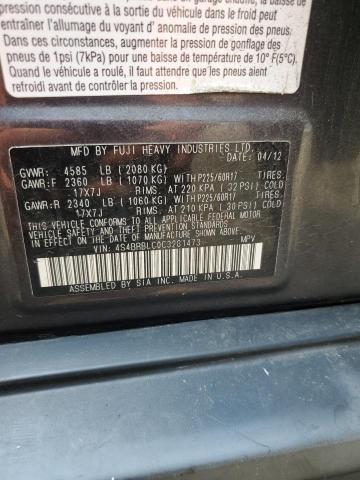 pression consécutive à la sortie du véhicule dans le froid peut
entraîner l'allumage du voyant d'anomalie de pression des pneus.
Dans ces circonstances, augmenter la pression de gonflage des
pneus de 1psi (7kPa) pour une baisse de température de 10°F(5°C)
si le véhicule a roulé, mais attendre que les pneus aient
refroidi avant de contrôler la pression.
MFD BY FUJI HEAVY INDUSTRIES LTD.
04/12
GVWR: 4585 LB (2080 KG)
GAWR:F 2360 LB (1070 KG) WITH P225/60R17 TIRES.
17X7J RIMS. AT 220 KPA (32 PSI) COLD
GAWR:R 2340 LB (1060 KG) WITH P225/60R17 TIRES.
17X7J RIMS. AT 210 KPA (30 PSI) COLD
THIS VEHICLE CONFORMS TO ALL APPLICABLE FEDERAL MOTOR
VEHICLE SAFETY, BUMPER, AND THEFT PREVENTION STANDARDS IN
EFFECT ON THE DATE OF MANUFACTURE SHOWN ABOVE.
VIN: 4S4BRBLC0C3281473 MPV
ASSEMBLED BY SIA INC. MADE IN U.S.A.